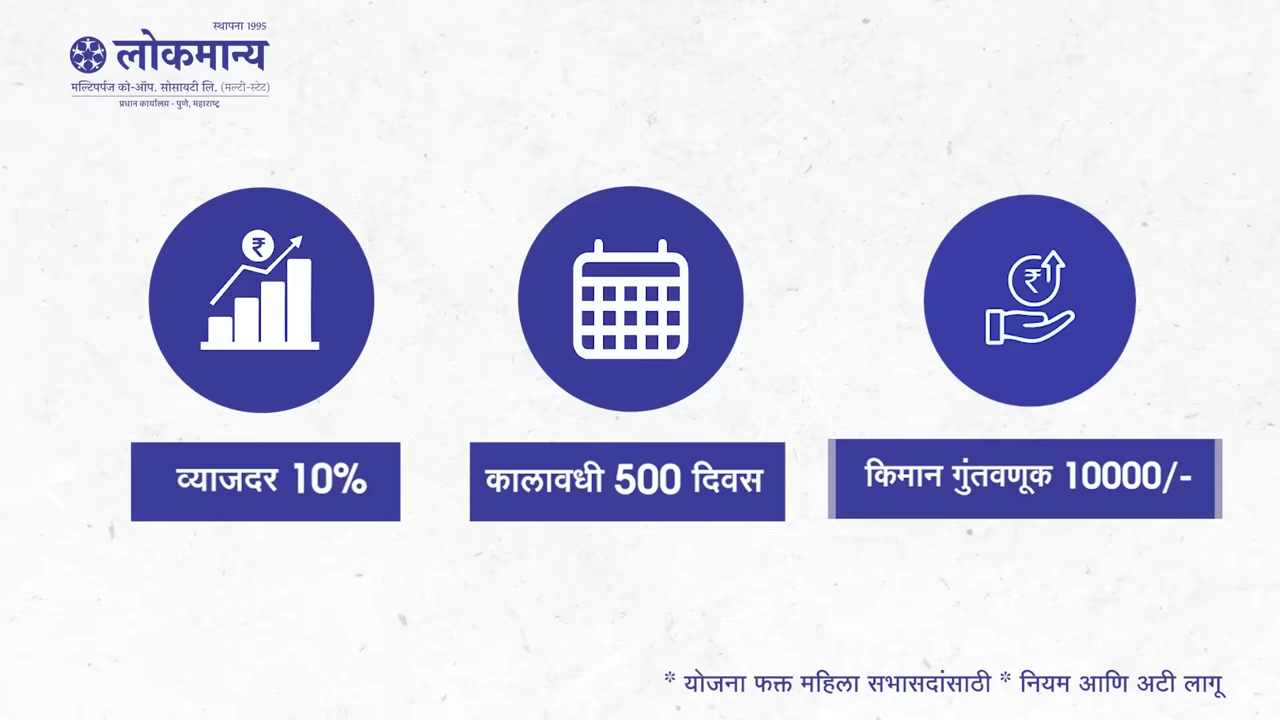 स्थापना 1995
लोकमान्य
मल्टिपर्पज को-ऑप. सोसायटी लि. (मल्टी-स्टेट)
प्रधान कार्यालय - पुणे, महाराष्ट्र
₹
₹
व्याजदर 10%
कालावधी 500 दिवस
किमान गुंतवणूक 10000/-
* योजना फक्त महिला सभासदांसाठी * नियम आणि अटी लागू